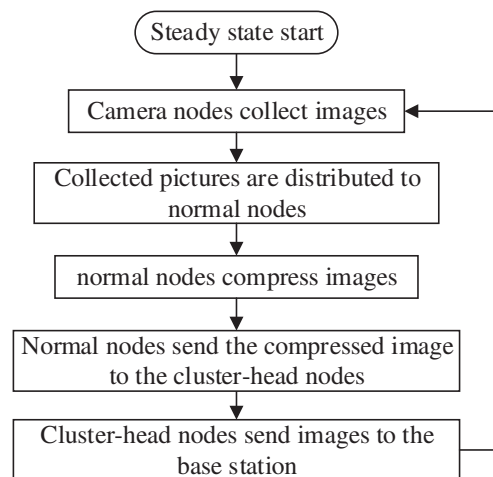 Steady state start
Camera nodes collect images
Collected pictures are distributed to
normal nodes
normal nodes compress images
Normal nodes send the compressed image
to the cluster-head nodes
Cluster-head nodes send images to the
base station